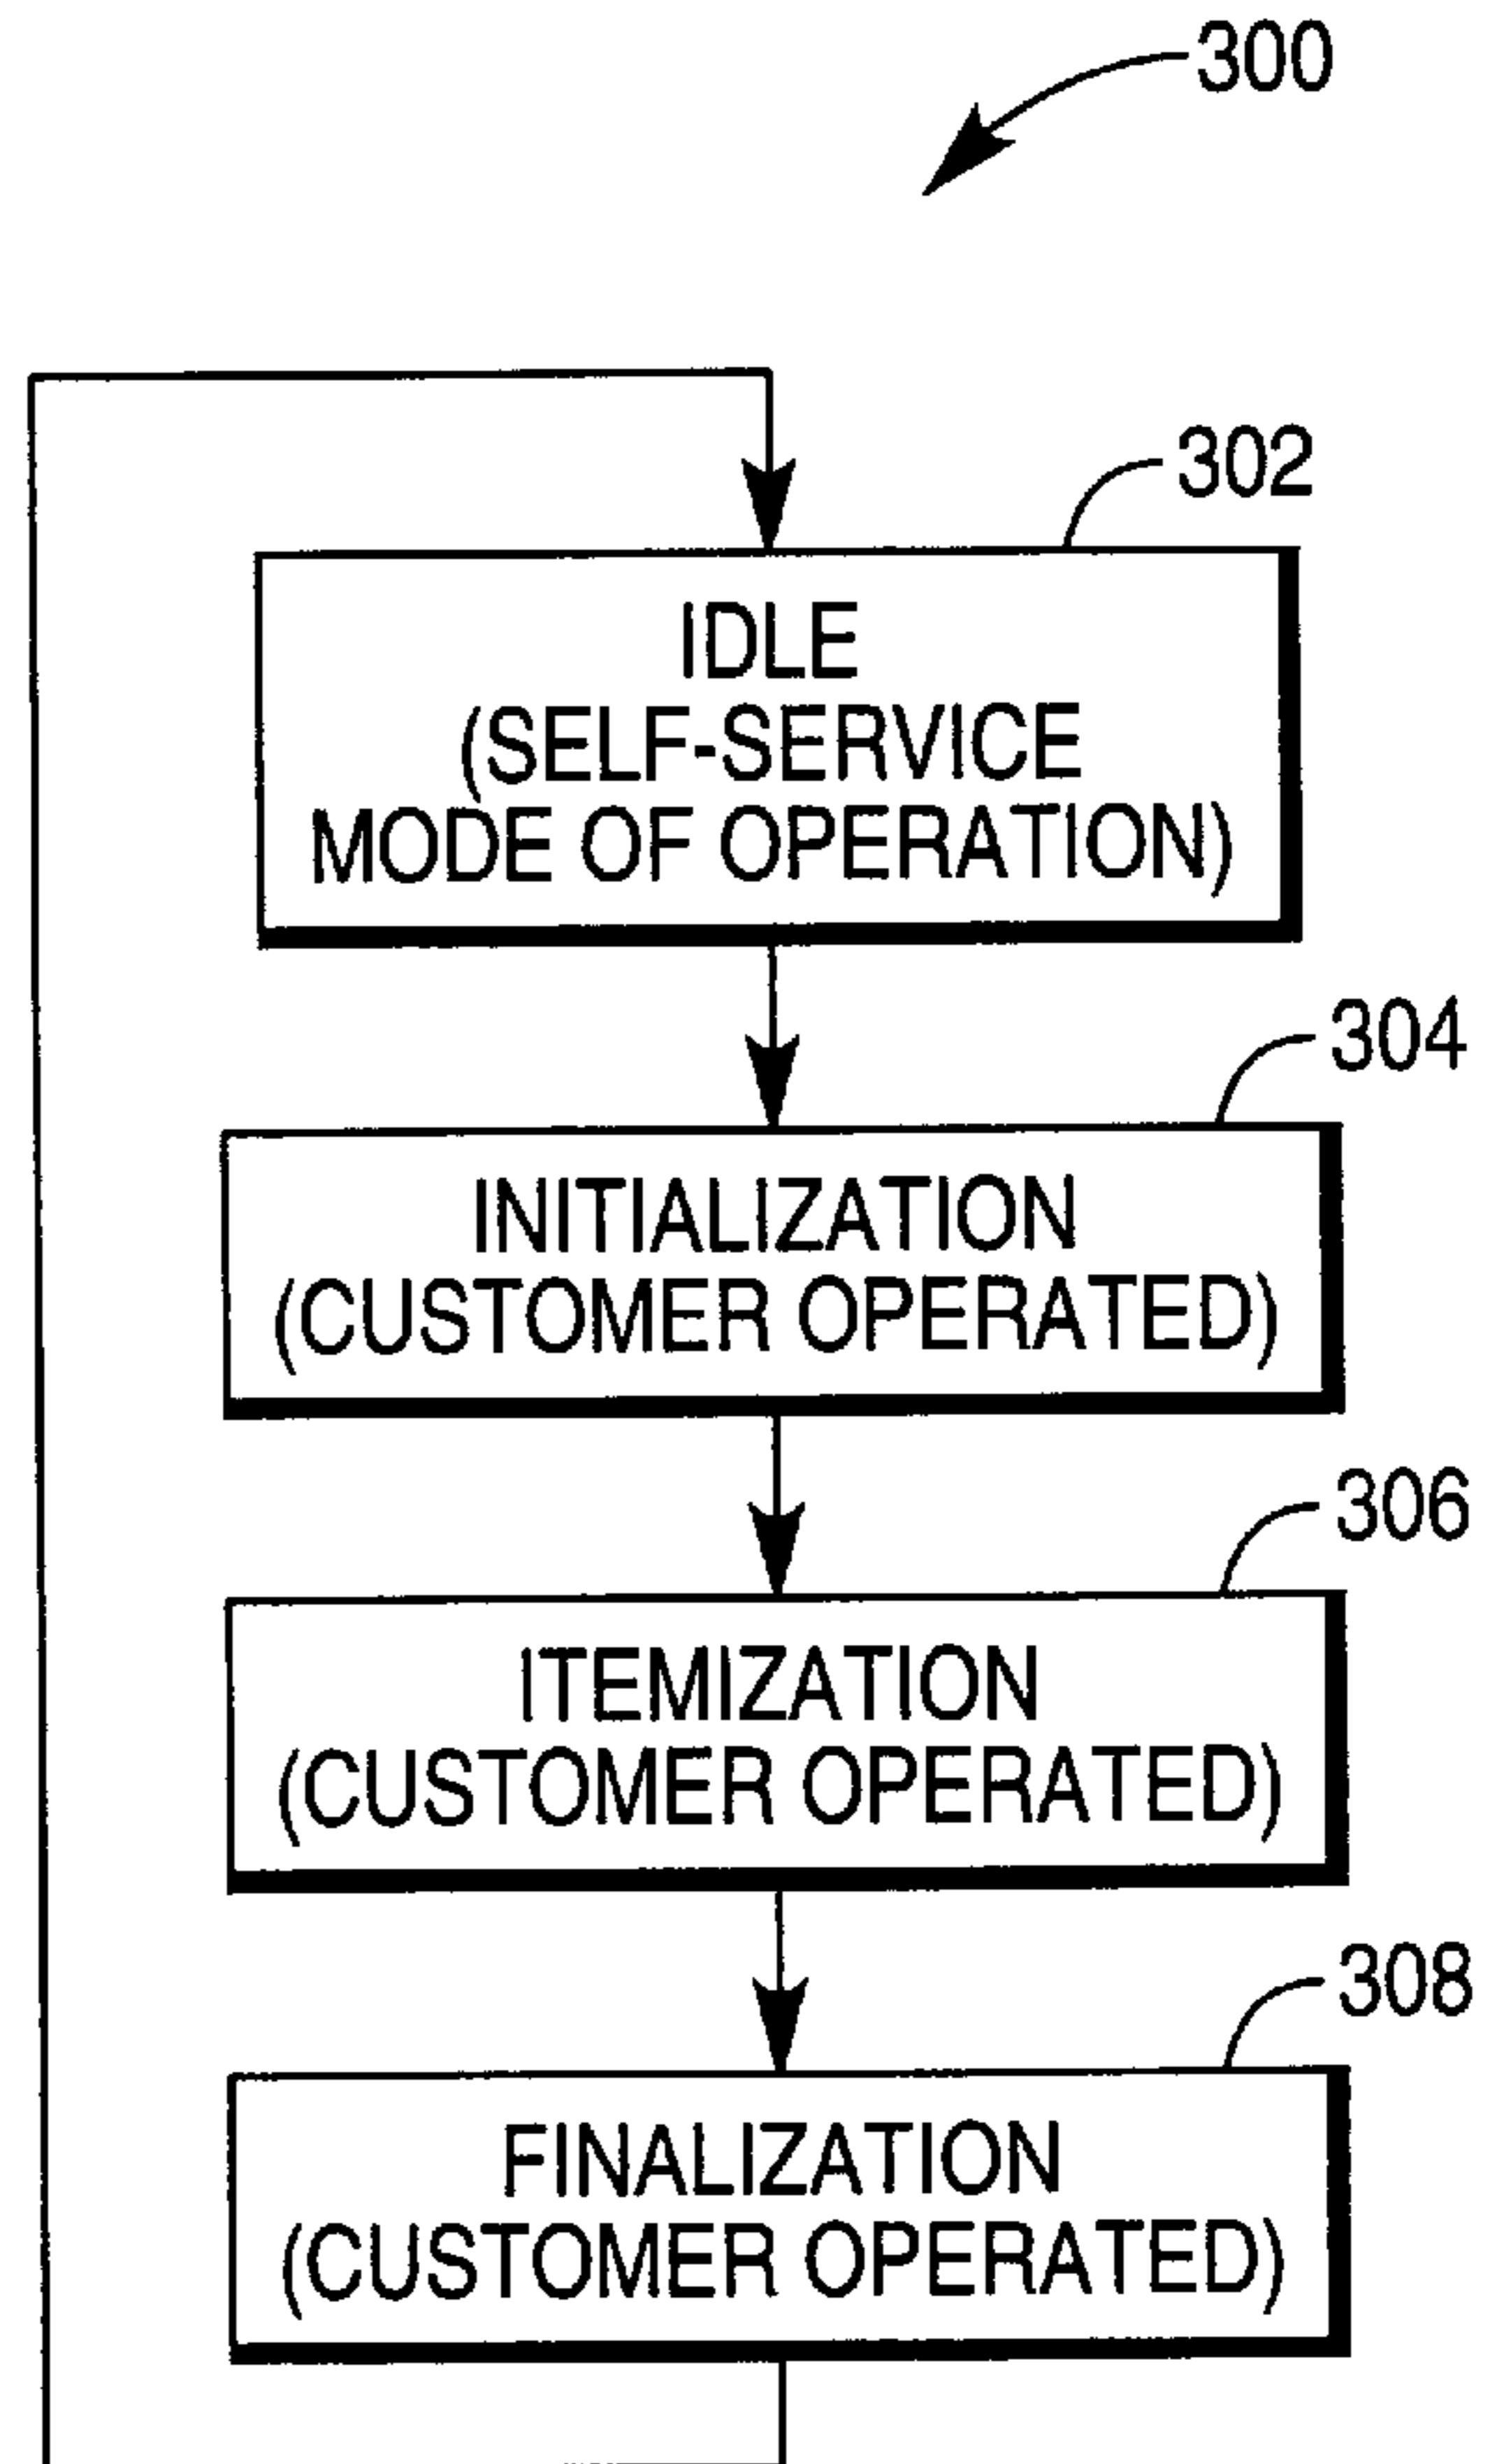 300
302
IDLE
(SELF-SERVICE
MODE OF OPERATION)
304
INITIALIZATION
(CUSTOMER OPERATED)
306
ITEMIZATION
(CUSTOMER OPERATED)
308
FINALIZATION
(CUSTOMER OPERATED)